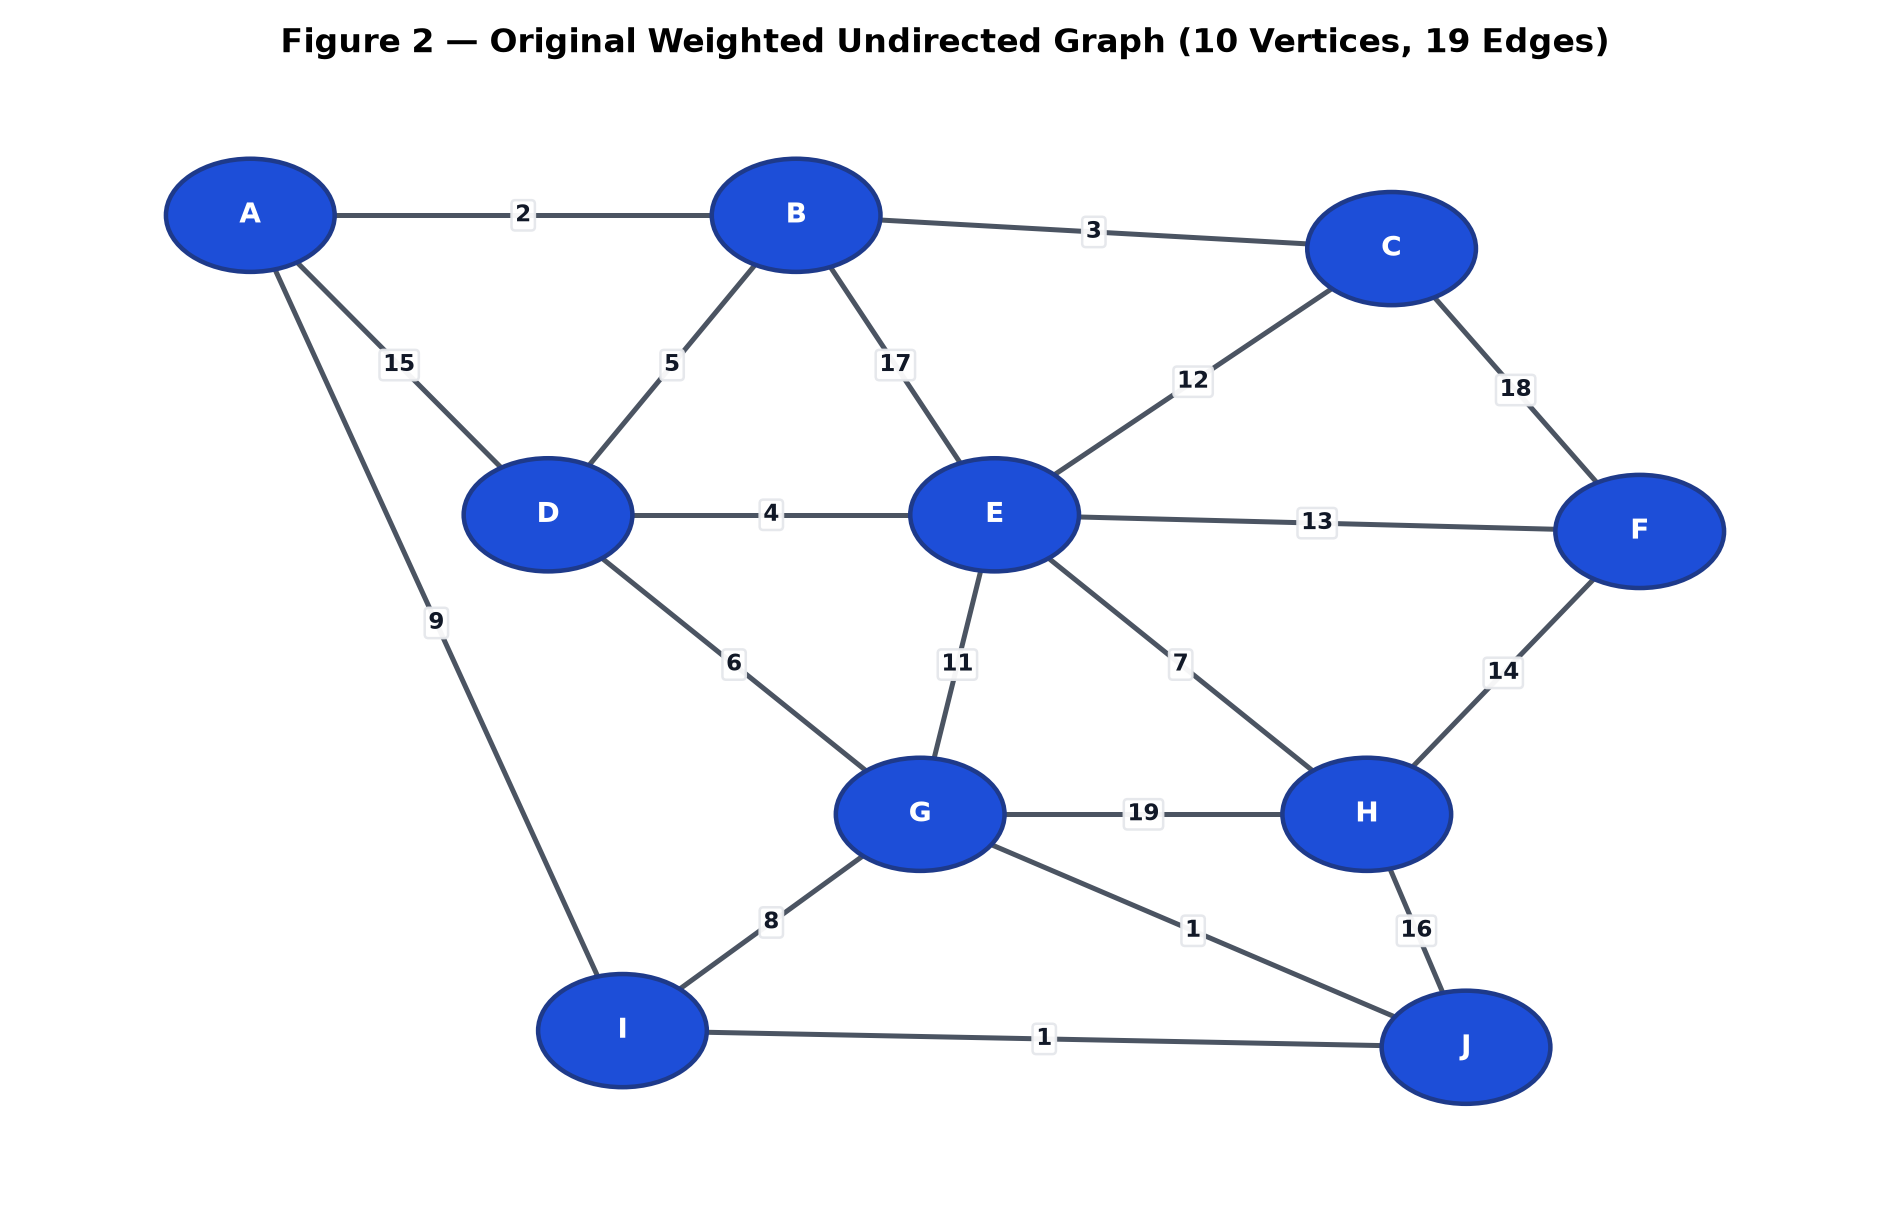 Figure 2 — Original Weighted Undirected Graph (10 Vertices, 19 Edges)
A
2
B
3
C
15
5
17
12
18
D
4
E
13
F
9
6
11
7
14
G
19
H
8
1
16
I
1
J